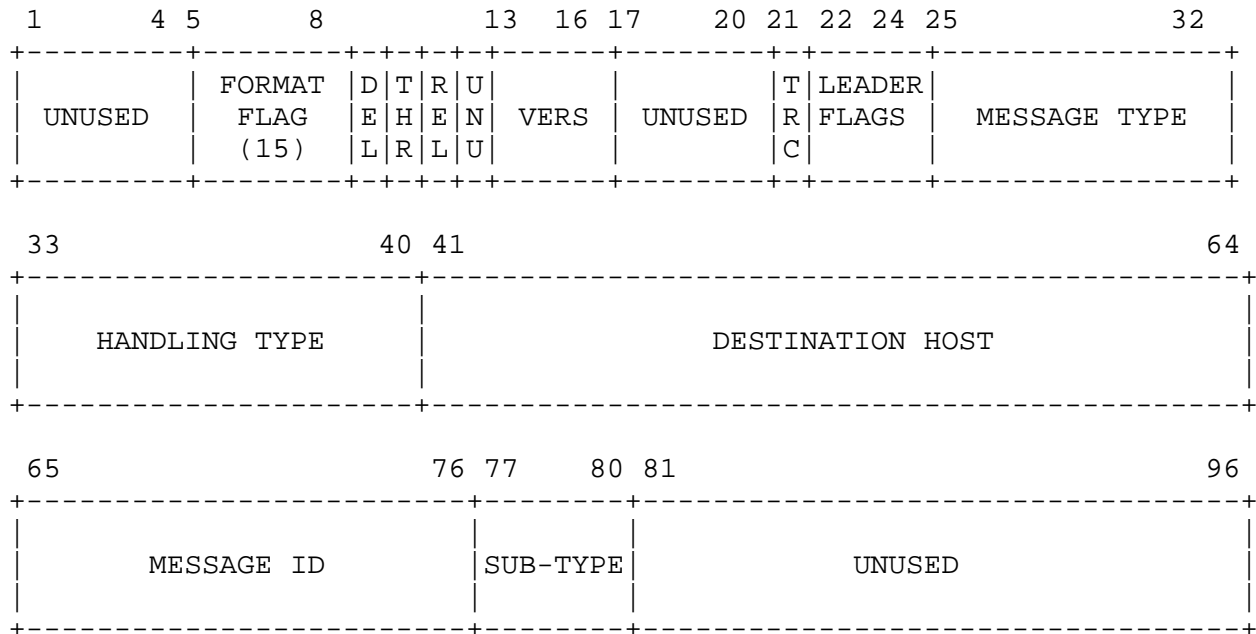 1 4 5 8 13 16 17 20 21 22 24 25 32
FORMAT D T R U T LEADER
UNUSED FLAG E H E N VERS UNUSED R FLAGS MESSAGE TYPE
(15) L R L U C
33 40 41 64
HANDLING TYPE DESTINATION HOST
65 76 77 80 81 96
MESSAGE ID SUB-TYPE UNUSED